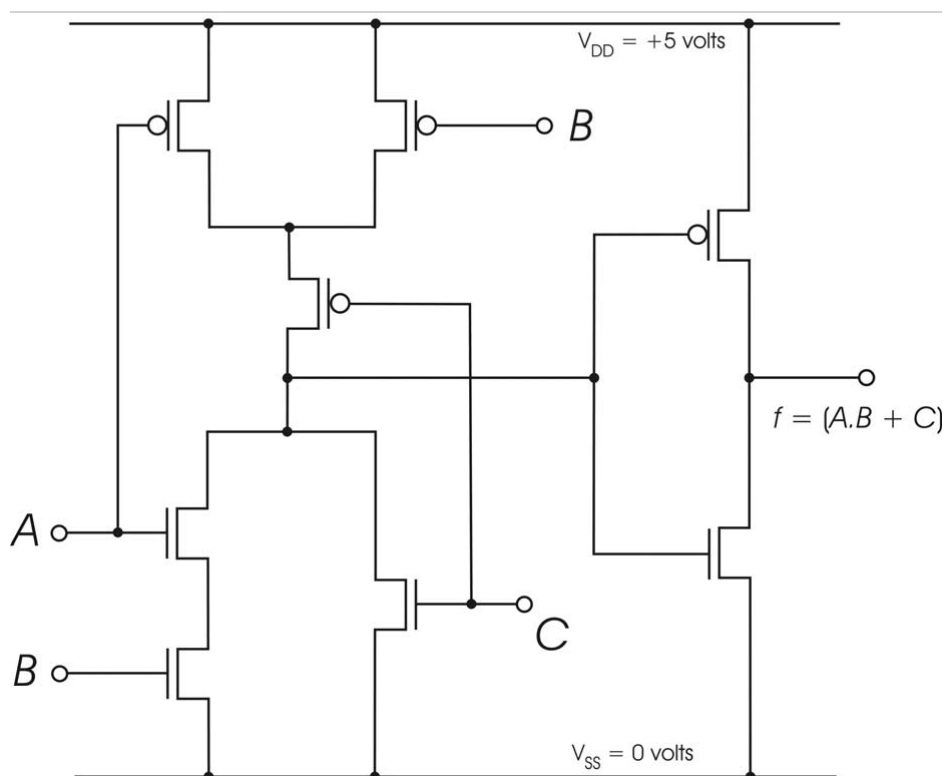 V_DD = +5 volts
B
f = (A.B + C)
A
C
B
V_SS = 0 volts